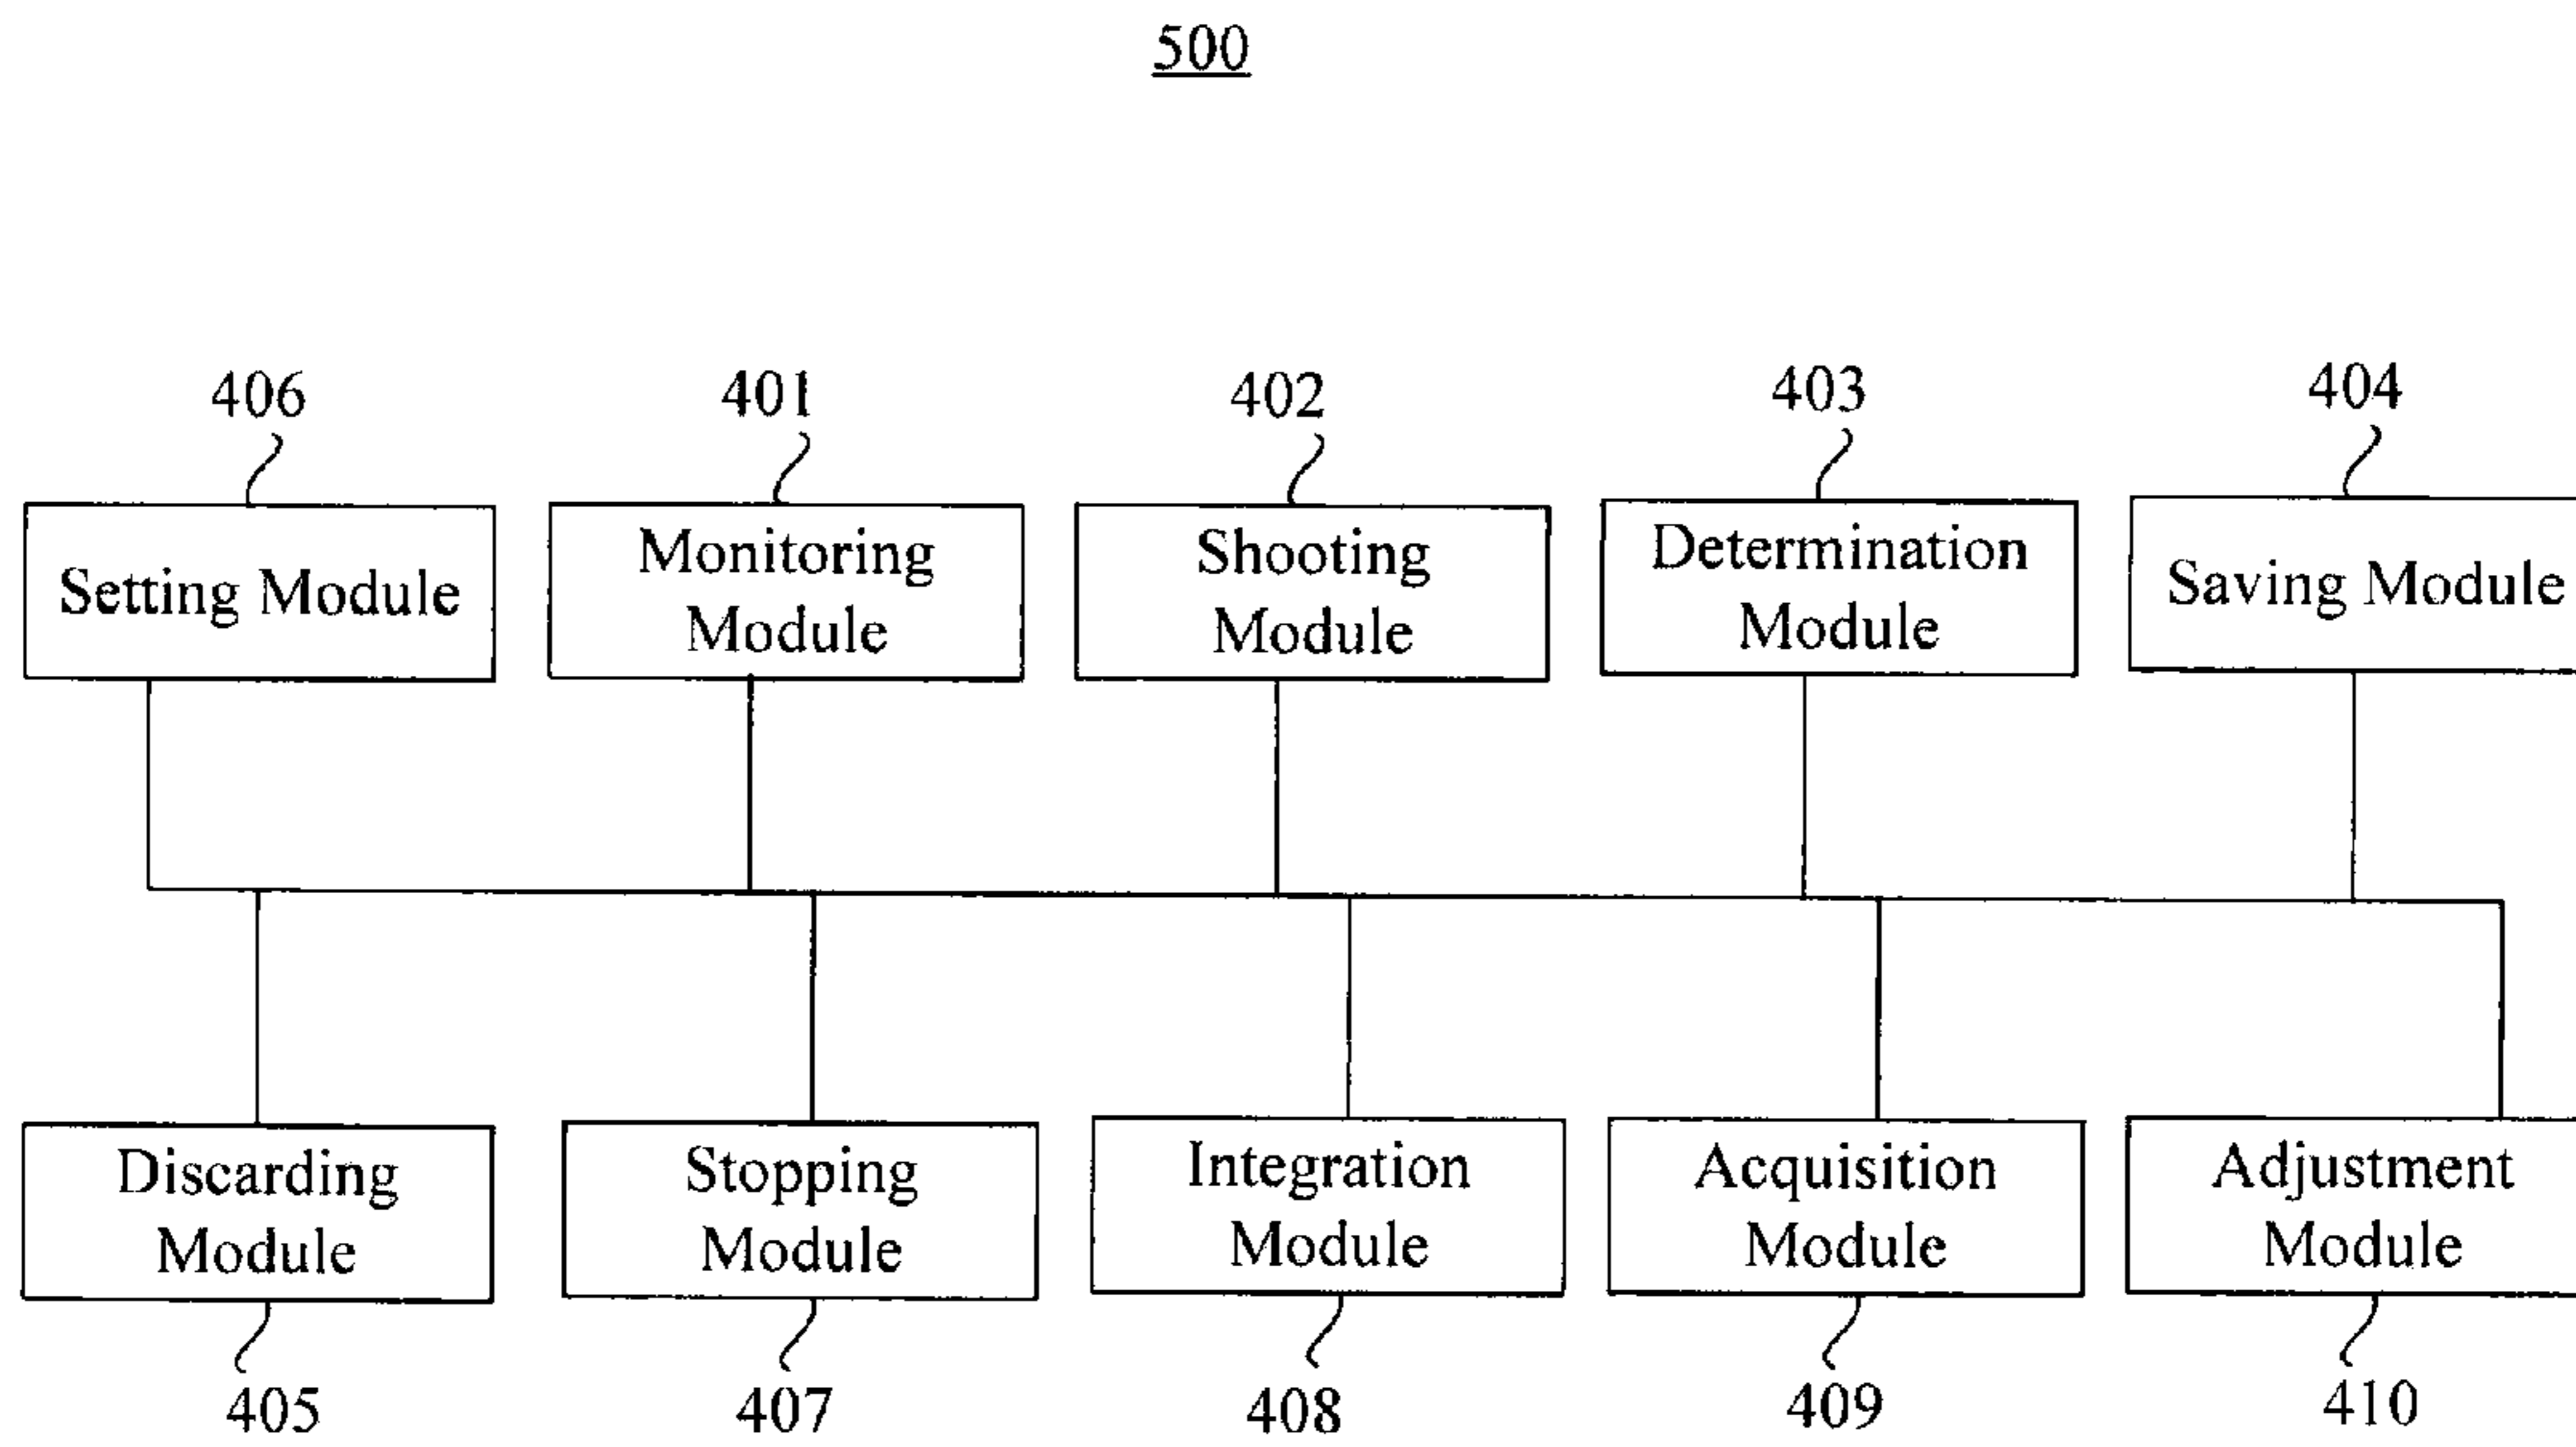 500
406
401
402
403
404
Setting Module
Monitoring
Module
Shooting
Module
Determination
Module
Saving Module
Discarding
Module
Stopping
Module
Integration
Module
Acquisition
Module
Adjustment
Module
405
407
408
409
410